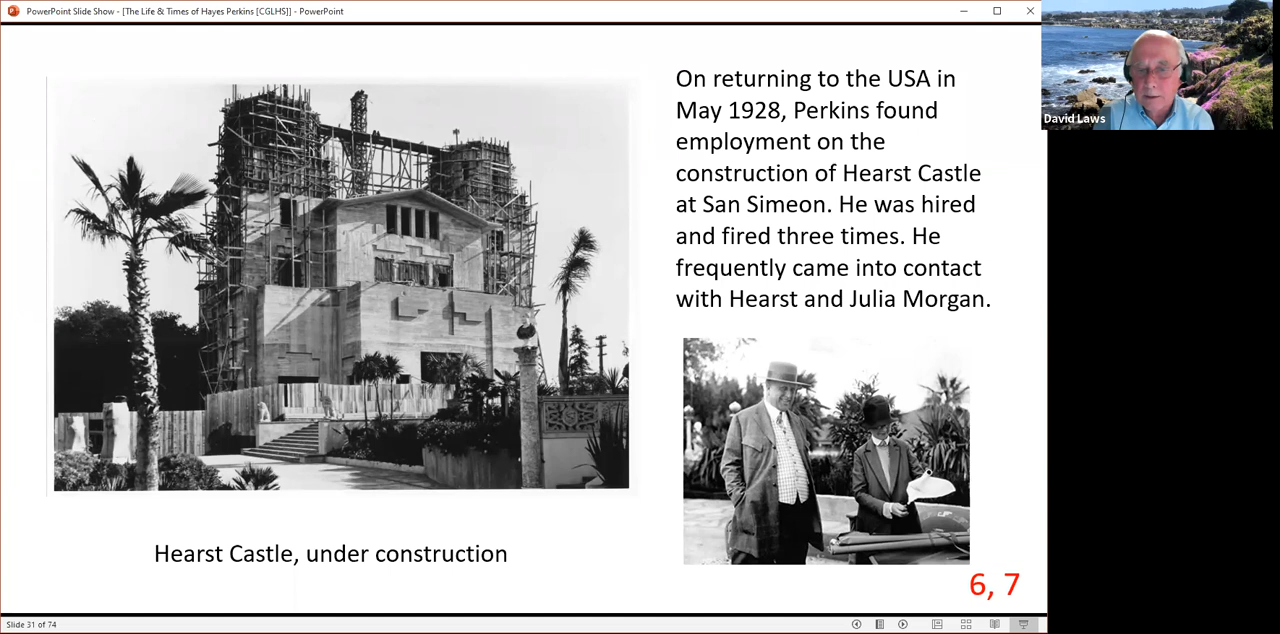 PowerPoint Slide Show - [The Life & Times of Hayes Perkins [CGLHS]] - PowerPoint
David Laws
On returning to the USA in
May 1928, Perkins found
employment on the
construction of Hearst Castle
at San Simeon. He was hired
and fired three times. He
frequently came into contact
with Hearst and Julia Morgan.
Hearst Castle, under construction
6, 7
Slide 31 of 74